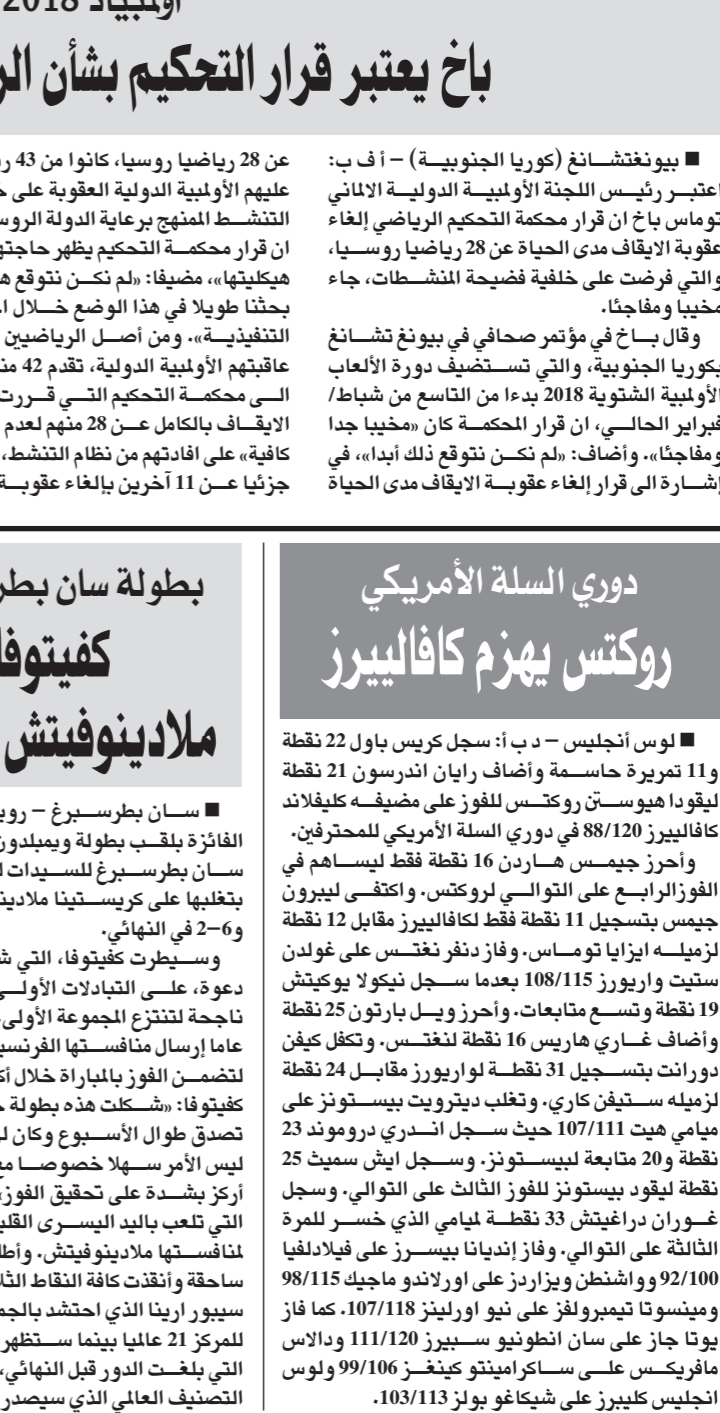 اولمبياد 2018
باخ يعتبر قرار التحكيم بشأن
■ بيونغتشانغ (كوريا الجنوبية) – أ ف ب:
اعتبر رئيس اللجنة الأولمبية الدولية الالماني
توماس باخ ان قرار محكمة التحكيم الرياضي إلغاء
عقوبة الايقاف مدى الحياة عن 28 رياضيا روسيا،
والتي فرضت على خلفية فضيحة المنشطات، جاء
مخيبا ومفاجئا.
وقال باخ في مؤتمر صحافي في بيونغ تشانغ
بكوريا الجنوبية، والتي تستضيف دورة الألعاب
الأولمبية الشتوية 2018 بدءا من التاسع من شباط/
فبراير الحالي، ان قرار المحكمة كان «مخيبا جدا
ومفاجئا». وأضاف: «لم نكن نتوقع ذلك أبدا»، في
إشارة الى قرار إلغاء عقوبة الايقاف مدى الحياة
عن 28 رياضيا روسيا، كانوا من 43
عليهم الأولمبية الدولية العقوبة على
التنشط الممنهج برعاية الدولة
ان قرار محكمة التحكيم يظهر
هيكليتها»، مضيفا: «لم نكن نتوقع
بحثنا طويلا في هذا الوضع خلال
التنفيذية». ومن أصل الرياضيين
عاقبتهم الأولمبية الدولية، تقدم 42
الى محكمة التحكيم التي قررت
الايقاف بالكامل عن 28 منهم لعدم
كافية» على افادتهم من نظام التنشط،
جزئيا عن 11 آخرين بإلغاء عقوبة
دوري السلة الأمريكي
روكتس يهزم كافالييرز
■ لوس أنجليس – د ب أ: سجل كريس باول 22 نقطة
و11 تمريرة حاسمة وأضاف رايان اندرسون 21 نقطة
ليقودا هيوستن روكتس للفوز على مضيفه كليفلاند
كافالييرز 88/120 في دوري السلة الأمريكي للمحترفين.
وأحرز جيمس هاردن 16 نقطة فقط ليساهم في
الفوزالرابع على التوالي لروكتس. واكتفى ليبرون
جيمس بتسجيل 11 نقطة فقط لكافالييرز مقابل 12 نقطة
لزميله ايزايا توماس. وفاز دنفر نغتس على غولدن
ستيت واريورز 108/115 بعدما سجل نيكولا يوكيتش
19 نقطة وتسع متابعات. وأحرز ويل بارتون 25 نقطة
وأضاف غاري هاريس 16 نقطة لنغتس. وتكفل كيفن
دورانت بتسجيل 31 نقطة لواريورز مقابل 24 نقطة
لزميله ستيفن كاري. وتغلب ديترويت بيستونز على
ميامي هيت 107/111 حيث سجل اندري دروموند 23
نقطة و20 متابعة لبيستونز. وسجل ايش سميث 25
نقطة ليقود بيستونز للفوز الثالث على التوالي. وسجل
غوران دراغيتش 33 نقطة لميامي الذي خسر للمرة
الثالثة على التوالي. وفاز إنديانا بيسرز على فيلادلفيا
92/100 وواشنطن ويزاردز على اورلاندو ماجيك 98/115
ومينسوتا تيمبرولفز على نيو اورلينز 107/118. كما فاز
يوتا جاز على سان انطونيو سبيرز 111/120 ودالاس
مافريكس على ساكرامينتو كينغز 99/106 ولوس
انجليس كليبرز على شيكاغو بولز 103/113.
بطولة سان
كفيتوفا
ملادينوفيتش
■ سان بطرسبرغ –
الفائزة بلقب بطولة ويمبلدون
سان بطرسبرغ للسيدات
بتغلبها على كريستينا
و6–2 في النهائي.
وسيطرت كفيتوفا، التي
دعوة، على التبادلات الأولى
ناجحة لتنتزع المجموعة الأولى
عاما إرسال منافستها
لتضمن الفوز بالمباراة خلال
كفيتوفا: «شكلت هذه بطولة
تصدق طوال الأسبوع وكان
ليس الأمر سهلا خصوصا
أركز بشدة على تحقيق الفوز
التي تلعب باليد اليسرى
لمنافستها ملادينوفيتش.
ساحقة وأنقذت كافة النقاط
سيبور ارينا الذي احتشد
للمركز 21 عالميا بينما ستظهر
التي بلغت الدور قبل النهائي،
التصنيف العالمي الذي سيصدر